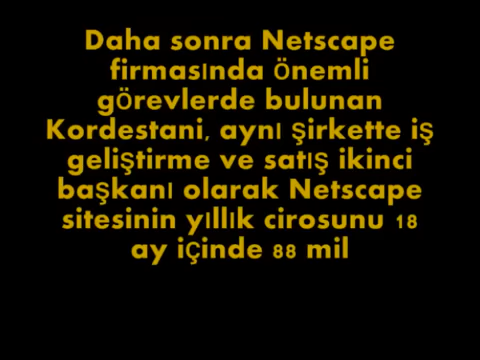 Daha sonra Netscape
firmasında önemli
görevlerde bulunan
Kordestani, aynı şirkette iş
geliştirme ve satış ikinci
başkanı olarak Netscape
sitesinin yıllık cirosunu 18
ay içinde 88 mil